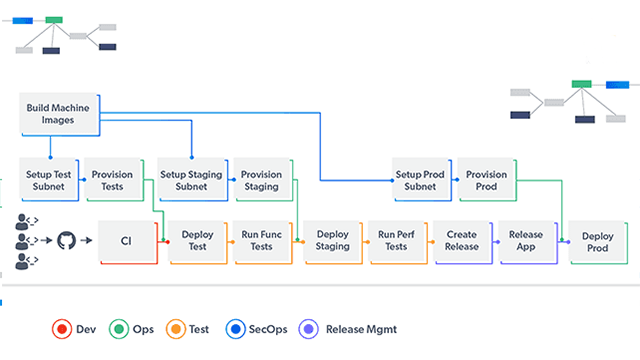 Build Machine
Images
Setup Test
Subnet
Provision
Tests
Setup Staging
Subnet
Provision
Staging
Setup Prod
Subnet
Provision
Prod
CI
Deploy
Test
Run Func
Tests
Deploy
Staging
Run Perf
Tests
Create
Release
Release
App
Deploy
Prod
Dev
Ops
Test
SecOps
Release Mgmt